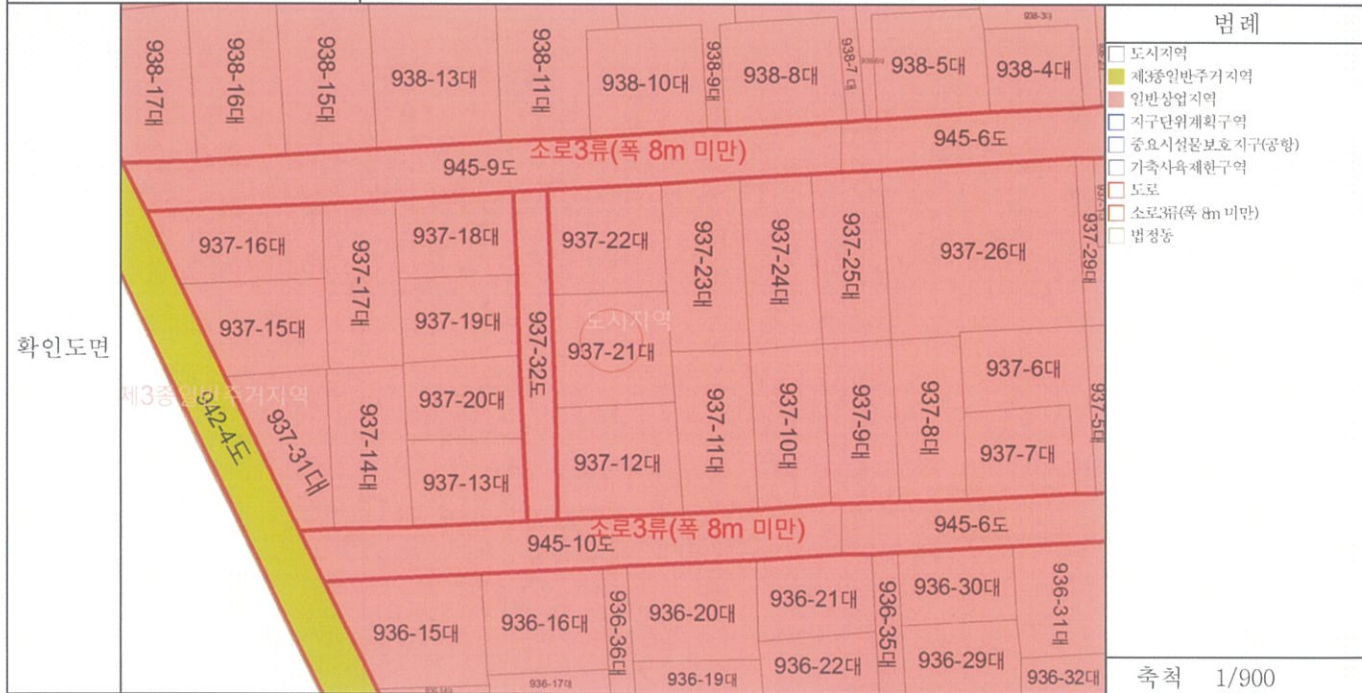 확인도면
938-17대
938-16대
938-15대
938-13대
938-11대
938-10대
938-9대
938-8대
938-7 대
938-5대
938-4대
938-3대
소로3류(폭 8m 미만)
945-9도
945-6도
937-16대
937-17대
937-18대
937-22대
937-23대
937-24대
937-25대
937-26대
937-29대
937-15대
937-19대
937-32도
도시지역
937-21대
937-6대
제3종일반주거지역
942-4도
937-31대
937-14대
937-20대
937-13대
937-12대
937-11대
937-10대
937-9대
937-8대
937-7대
937-5대
소로3류(폭 8m 미만)
945-10도
945-6도
936-15대
936-16대
936-36대
936-20대
936-21대
936-35대
936-30대
936-31대
936-17대
936-19대
936-22대
936-29대
936-32대
범례
도시지역
제3종일반주거지역
일반상업지역
지구단위계획구역
중요시설물보호지구(공항)
가축사육제한구역
도로
소로3류(폭 8m 미만)
법정동
축척 1/900